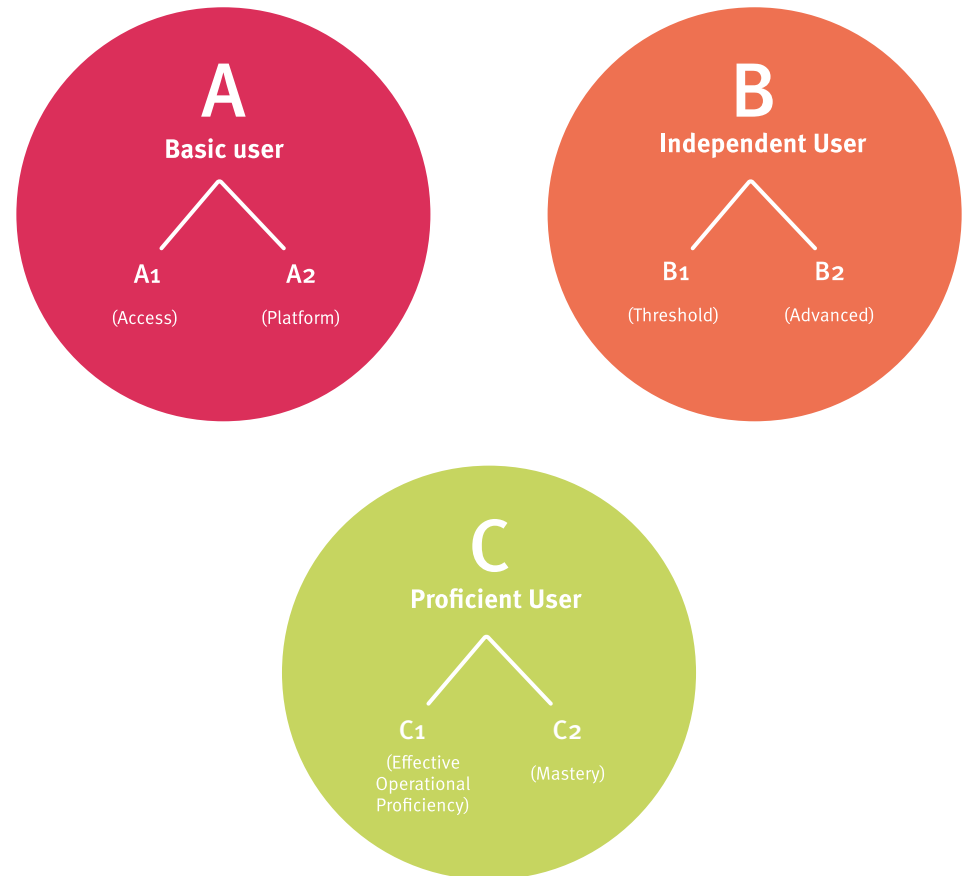 A
Basic user
A1
(Access)
A2
(Platform)
B
Independent User
B1
(Threshold)
B2
(Advanced)
C
Proficient User
C1
(Effective
Operational
Proficiency)
C2
(Mastery)